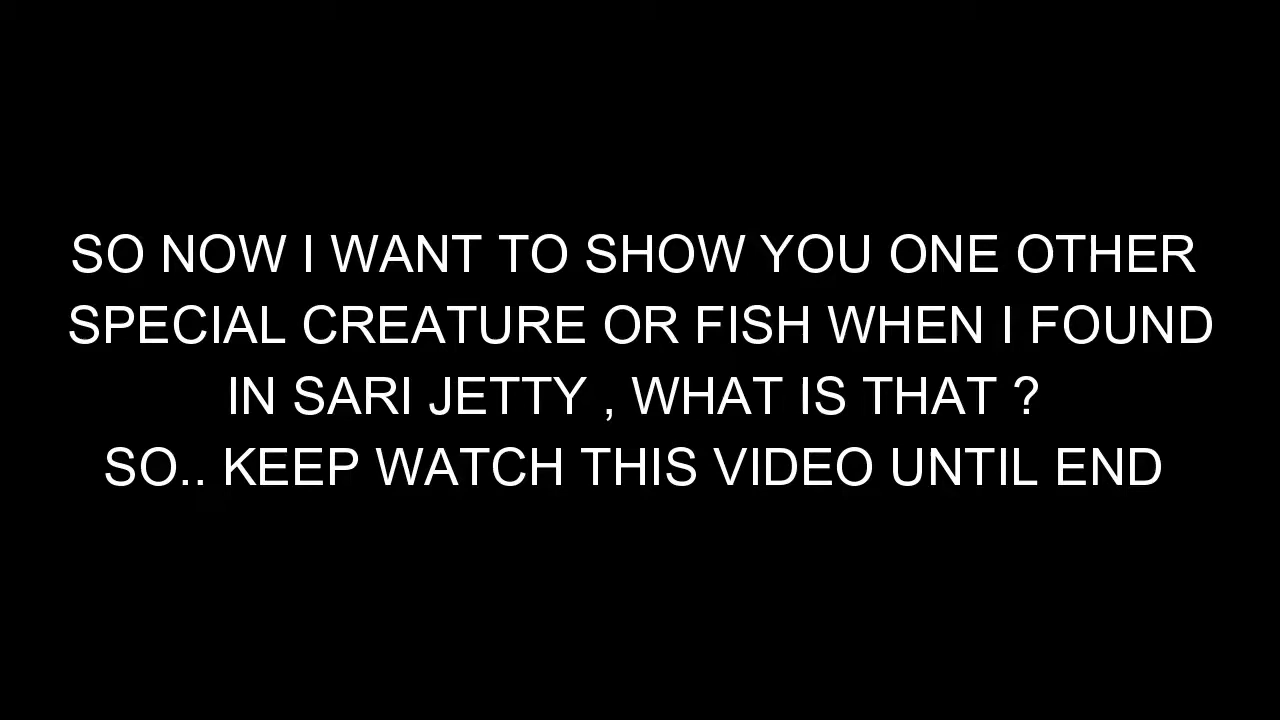 SO NOW I WANT TO SHOW YOU ONE OTHER
SPECIAL CREATURE OR FISH WHEN I FOUND
IN SARI JETTY , WHAT IS THAT ?
SO.. KEEP WATCH THIS VIDEO UNTIL END